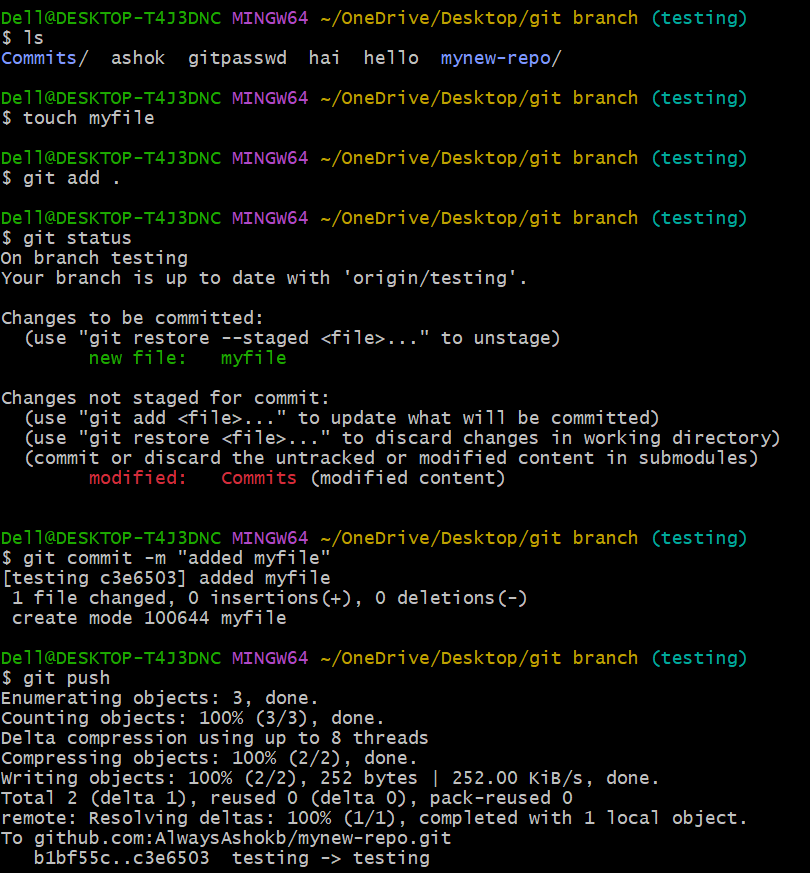 Dell@DESKTOP-T4J3DNC MINGW64 ~/OneDrive/Desktop/git branch (testing)
$ ls
Commits/  ashok  gitpasswd  hai  hello  mynew-repo/
Dell@DESKTOP-T4J3DNC MINGW64 ~/OneDrive/Desktop/git branch (testing)
$ touch myfile
Dell@DESKTOP-T4J3DNC MINGW64 ~/OneDrive/Desktop/git branch (testing)
$ git add .
Dell@DESKTOP-T4J3DNC MINGW64 ~/OneDrive/Desktop/git branch (testing)
$ git status
On branch testing
Your branch is up to date with 'origin/testing'.
Changes to be committed:
  (use "git restore --staged <file>..." to unstage)
        new file:   myfile
Changes not staged for commit:
  (use "git add <file>..." to update what will be committed)
  (use "git restore <file>..." to discard changes in working directory)
  (commit or discard the untracked or modified content in submodules)
        modified:   Commits (modified content)
Dell@DESKTOP-T4J3DNC MINGW64 ~/OneDrive/Desktop/git branch (testing)
$ git commit -m "added myfile"
[testing c3e6503] added myfile
 1 file changed, 0 insertions(+), 0 deletions(-)
 create mode 100644 myfile
Dell@DESKTOP-T4J3DNC MINGW64 ~/OneDrive/Desktop/git branch (testing)
$ git push
Enumerating objects: 3, done.
Counting objects: 100% (3/3), done.
Delta compression using up to 8 threads
Compressing objects: 100% (2/2), done.
Writing objects: 100% (2/2), 252 bytes | 252.00 KiB/s, done.
Total 2 (delta 1), reused 0 (delta 0), pack-reused 0
remote: Resolving deltas: 100% (1/1), completed with 1 local object.
To github.com:AlwaysAshokb/mynew-repo.git
   b1bf55c..c3e6503  testing -> testing